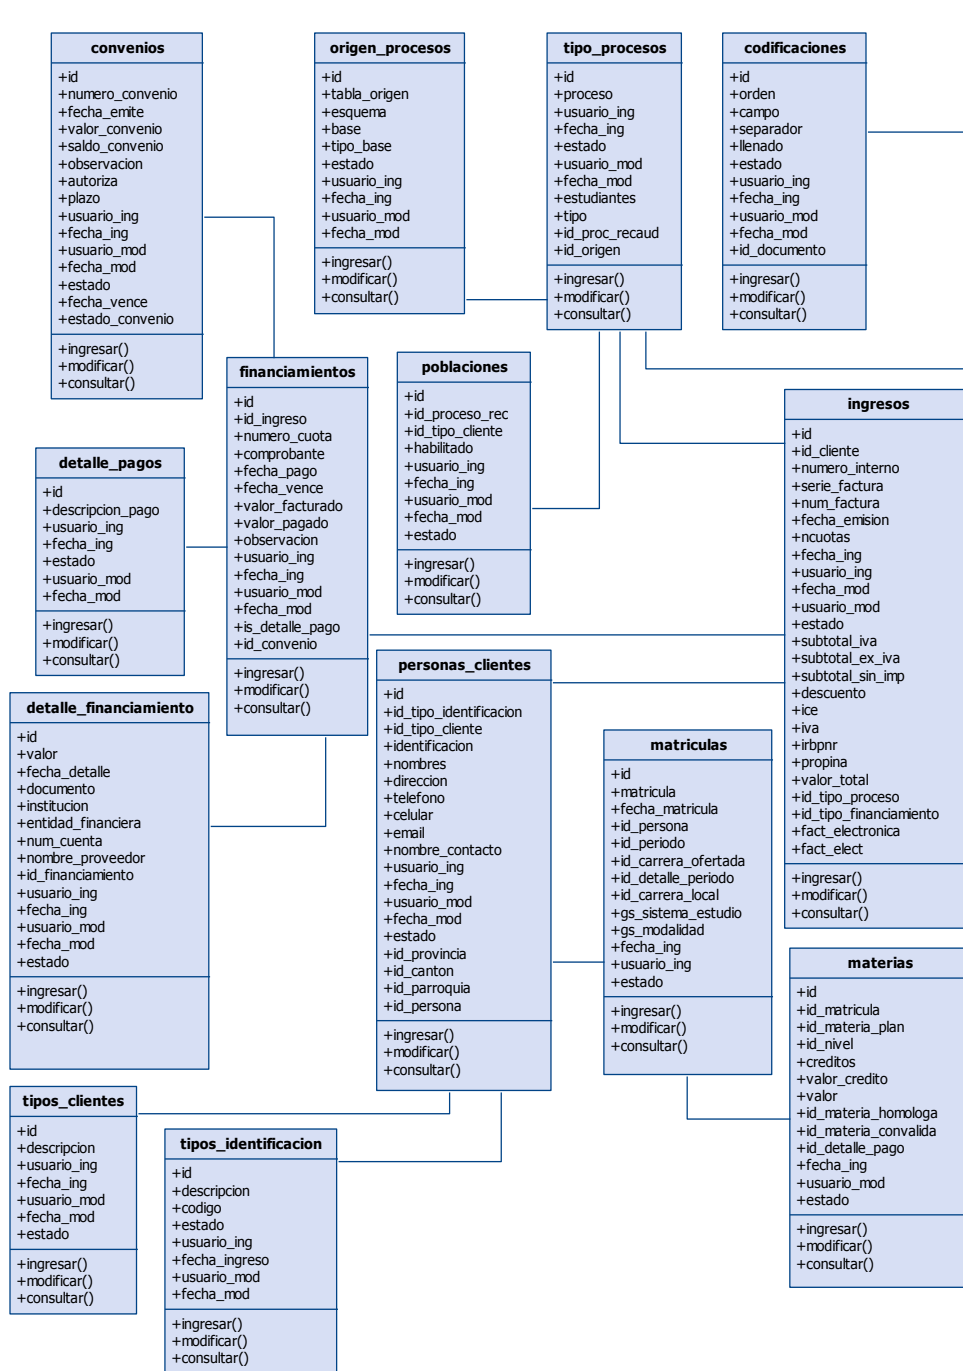 convenios
+id
+numero_convenio
+fecha_emite
+valor_convenio
+saldo_convenio
+observacion
+autoriza
+plazo
+usuario_ing
+fecha_ing
+usuario_mod
+fecha_mod
+estado
+fecha_vence
+estado_convenio
+ingresar()
+modificar()
+consultar()
origen_procesos
+id
+tabla_origen
+esquema
+base
+tipo_base
+estado
+usuario_ing
+fecha_ing
+usuario_mod
+fecha_mod
+ingresar()
+modificar()
+consultar()
tipo_procesos
+id
+proceso
+usuario_ing
+fecha_ing
+estado
+usuario_mod
+fecha_mod
+estudiantes
+tipo
+id_proc_recaud
+id_origen
+ingresar()
+modificar()
+consultar()
codificaciones
+id
+orden
+campo
+separador
+llenado
+estado
+usuario_ing
+fecha_ing
+usuario_mod
+fecha_mod
+id_documento
+ingresar()
+modificar()
+consultar()
financiamientos
+id
+id_ingreso
+numero_cuota
+comprobante
+fecha_pago
+fecha_vence
+valor_facturado
+valor_pagado
+observacion
+usuario_ing
+fecha_ing
+usuario_mod
+fecha_mod
+is_detalle_pago
+id_convenio
+ingresar()
+modificar()
+consultar()
poblaciones
+id
+id_proceso_rec
+id_tipo_cliente
+habilitado
+usuario_ing
+fecha_ing
+usuario_mod
+fecha_mod
+estado
+ingresar()
+modificar()
+consultar()
ingresos
+id
+id_cliente
+numero_interno
+serie_factura
+num_factura
+fecha_emision
+ncuotas
+fecha_ing
+usuario_ing
+fecha_mod
+usuario_mod
+estado
+subtotal_iva
+subtotal_ex_iva
+subtotal_sin_imp
+descuento
+ice
+iva
+irbpnr
+propina
+valor_total
+id_tipo_proceso
+id_tipo_financiamiento
+fact_electronica
+fact_elect
+ingresar()
+modificar()
+consultar()
detalle_pagos
+id
+descripcion_pago
+usuario_ing
+fecha_ing
+estado
+usuario_mod
+fecha_mod
+ingresar()
+modificar()
+consultar()
personas_clientes
+id
+id_tipo_identificacion
+id_tipo_cliente
+identificacion
+nombres
+direccion
+telefono
+celular
+email
+nombre_contacto
+usuario_ing
+fecha_ing
+usuario_mod
+fecha_mod
+estado
+id_provincia
+id_canton
+id_parroquia
+id_persona
+ingresar()
+modificar()
+consultar()
detalle_financiamiento
+id
+valor
+fecha_detalle
+documento
+institucion
+entidad_financiera
+num_cuenta
+nombre_proveedor
+id_financiamiento
+usuario_ing
+fecha_ing
+usuario_mod
+fecha_mod
+estado
+ingresar()
+modificar()
+consultar()
matriculas
+id
+matricula
+fecha_matricula
+id_persona
+id_periodo
+id_carrera_ofertada
+id_detalle_periodo
+id_carrera_local
+gs_sistema_estudio
+gs_modalidad
+fecha_ing
+usuario_ing
+estado
+ingresar()
+modificar()
+consultar()
materias
+id
+id_matricula
+id_materia_plan
+id_nivel
+creditos
+valor_credito
+valor
+id_materia_homologa
+id_materia_convalida
+id_detalle_pago
+fecha_ing
+usuario_mod
+estado
+ingresar()
+modificar()
+consultar()
tipos_clientes
+id
+descripcion
+usuario_ing
+fecha_ing
+usuario_mod
+fecha_mod
+estado
+ingresar()
+modificar()
+consultar()
tipos_identificacion
+id
+descripcion
+codigo
+estado
+usuario_ing
+fecha_ingreso
+usuario_mod
+fecha_mod
+ingresar()
+modificar()
+consultar()